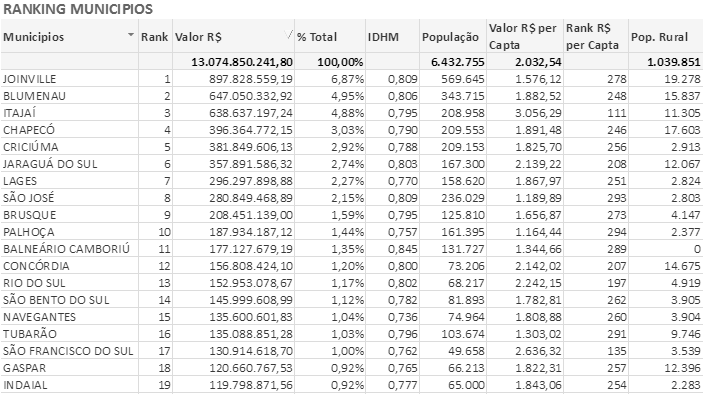 RANKING MUNICIPIOS
Municipios Rank Valor R$ % Total IDHM População Valor R$ per Capta Rank R$ per Capta Pop. Rural
13.074.850.241,80 100,00% 6.432.755 2.032,54 1.039.851
JOINVILLE 1 897.828.559,19 6,87% 0,809 569.645 1.576,12 278 19.278
BLUMENAU 2 647.050.332,92 4,95% 0,806 343.715 1.882,52 248 15.837
ITAJAÍ 3 638.637.197,24 4,88% 0,795 208.958 3.056,29 111 11.305
CHAPECÓ 4 396.364.772,15 3,03% 0,790 209.553 1.891,48 246 17.603
CRICIÚMA 5 381.849.606,13 2,92% 0,788 209.153 1.825,70 256 2.913
JARAGUÁ DO SUL 6 357.891.586,32 2,74% 0,803 167.300 2.139,22 208 12.067
LAGES 7 296.297.898,88 2,27% 0,770 158.620 1.867,97 251 2.824
SÃO JOSÉ 8 280.849.468,89 2,15% 0,809 236.029 1.189,89 293 2.803
BRUSQUE 9 208.451.139,00 1,59% 0,795 125.810 1.656,87 273 4.147
PALHOÇA 10 187.934.187,12 1,44% 0,757 161.395 1.164,44 294 2.377
BALNEÁRIO CAMBORIÚ 11 177.127.679,19 1,35% 0,845 131.727 1.344,66 289 0
CONCÓRDIA 12 156.808.424,10 1,20% 0,800 73.206 2.142,02 207 14.675
RIO DO SUL 13 152.953.078,67 1,17% 0,802 68.217 2.242,15 197 4.919
SÃO BENTO DO SUL 14 145.999.608,99 1,12% 0,782 81.893 1.782,81 262 3.905
NAVEGANTES 15 135.600.601,83 1,04% 0,736 74.964 1.808,88 260 3.904
TUBARÃO 16 135.088.851,28 1,03% 0,796 103.674 1.303,02 291 9.746
SÃO FRANCISCO DO SUL 17 130.914.618,70 1,00% 0,762 49.658 2.636,32 135 3.539
GASPAR 18 120.660.767,53 0,92% 0,765 66.213 1.822,31 257 12.396
INDAIAL 19 119.798.871,56 0,92% 0,777 65.000 1.843,06 254 2.283